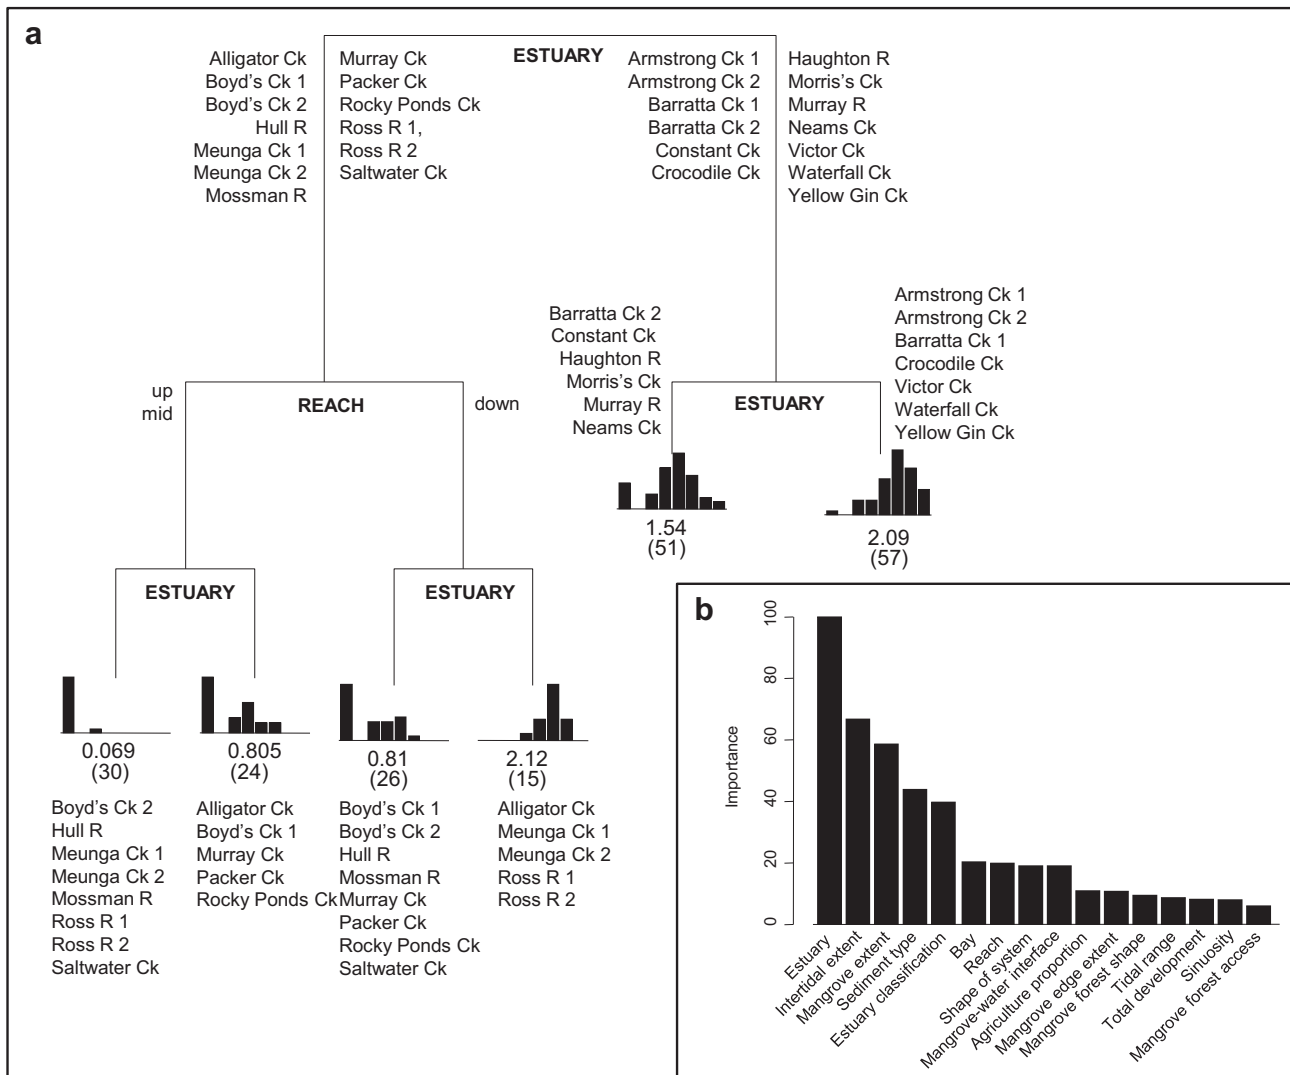 a
ESTUARY
Alligator Ck
Boyd's Ck 1
Boyd's Ck 2
Hull R
Meunga Ck 1
Meunga Ck 2
Mossman R
Murray Ck
Packer Ck
Rocky Ponds Ck
Ross R 1,
Ross R 2
Saltwater Ck
Armstrong Ck 1
Armstrong Ck 2
Barratta Ck 1
Barratta Ck 2
Constant Ck
Crocodile Ck
Haughton R
Morris's Ck
Murray R
Neams Ck
Victor Ck
Waterfall Ck
Yellow Gin Ck
up
mid
REACH
down
Barratta Ck 2
Constant Ck
Haughton R
Morris's Ck
Murray R
Neams Ck
ESTUARY
Armstrong Ck 1
Armstrong Ck 2
Barratta Ck 1
Crocodile Ck
Victor Ck
Waterfall Ck
Yellow Gin Ck
1.54
(51)
2.09
(57)
ESTUARY
ESTUARY
0.069
(30)
0.805
(24)
0.81
(26)
2.12
(15)
Boyd's Ck 2
Hull R
Meunga Ck 1
Meunga Ck 2
Mossman R
Ross R 1
Ross R 2
Saltwater Ck
Alligator Ck
Boyd's Ck 1
Murray Ck
Packer Ck
Rocky Ponds Ck
Boyd's Ck 1
Boyd's Ck 2
Hull R
Mossman R
Murray Ck
Packer Ck
Rocky Ponds Ck
Saltwater Ck
Alligator Ck
Meunga Ck 1
Meunga Ck 2
Ross R 1
Ross R 2
b
Importance
100
80
60
40
20
0
Estuary
Intertidal extent
Mangrove extent
Sediment type
Estuary classification
Bay
Reach
Shape of system
Mangrove-water interface
Agriculture proportion
Mangrove edge extent
Mangrove forest shape
Tidal range
Total development
Sinuosity
Mangrove forest access